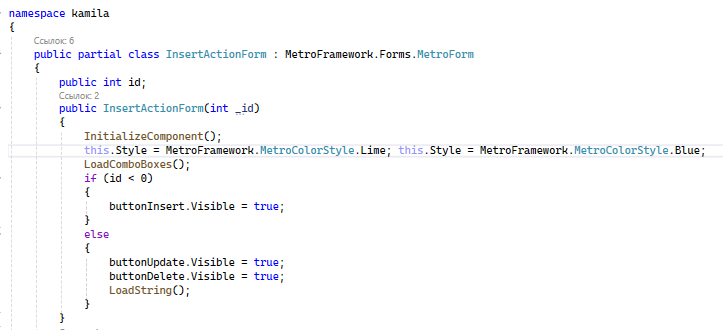 namespace kamila
{
Ссылок: 6
public partial class InsertActionForm : MetroFramework.Forms.MetroForm
{
public int id;
Ссылок: 2
public InsertActionForm(int _id)
{
InitializeComponent();
this.Style = MetroFramework.MetroColorStyle.Lime; this.Style = MetroFramework.MetroColorStyle.Blue;
LoadComboBoxes();
if (id < 0)
{
buttonInsert.Visible = true;
}
else
{
buttonUpdate.Visible = true;
buttonDelete.Visible = true;
LoadString();
}
}